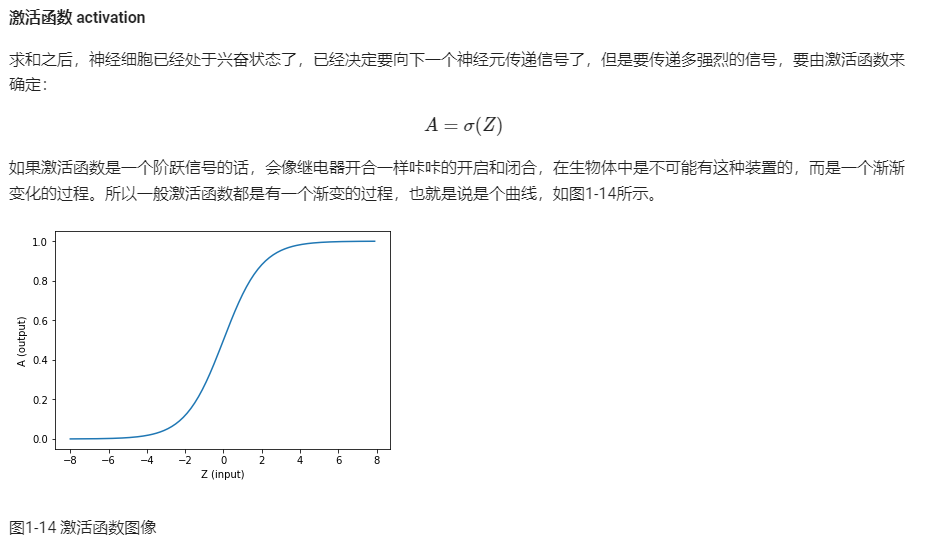 激活函数 activation
求和之后，神经细胞已经处于兴奋状态了，已经决定要向下一个神经元传递信号了，但是要传递多强烈的信号，要由激活函数来
确定：
A = σ(Z)
如果激活函数是一个阶跃信号的话，会像继电器开合一样咔咔的开启和闭合，在生物体中是不可能有这种装置的，而是一个渐渐
变化的过程。所以一般激活函数都是有一个渐变的过程，也就是说是个曲线，如图1-14所示。
1.0
0.8
0.6
0.4
0.2
0.0
A (output)
−8 −6 −4 −2 0 2 4 6 8
Z (input)
图1-14 激活函数图像